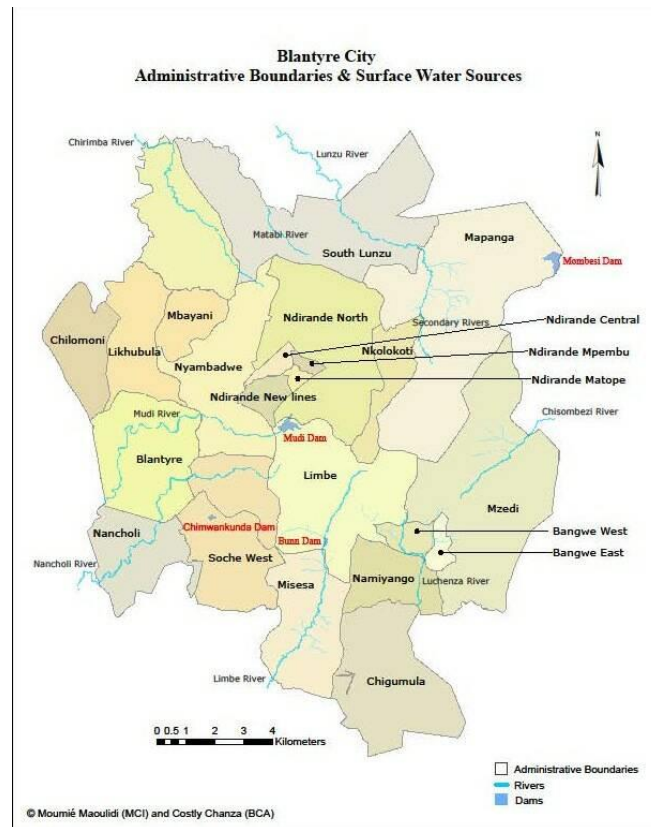 Blantyre City
Administrative Boundaries & Surface Water Sources
Chirimba River
Lunzu River
N
Matabi River
South Lunzu
Mapanga
Mombesi Dam
Mbayani
Ndirande North
Secondary Rivers
Ndirande Central
Chilomoni
Likhubula
Nyambadwe
Nkolokoti
Ndirande Mpembu
Ndirande Matope
Ndirande New lines
Mudi River
Chisombezi River
Mudi Dam
Blantyre
Limbe
Mzedi
Chimwankunda Dam
Nancholi
Bunn Dam
Bangwe West
Bangwe East
Soche West
Nancholi River
Misesa
Namiyango
Luchenza River
Limbe River
Chigumula
0 0.5 1 2 3 4
Kilometers
Administrative Boundaries
Rivers
Dams
© Moumié Maoulidi (MCI) and Costly Chanza (BCA)